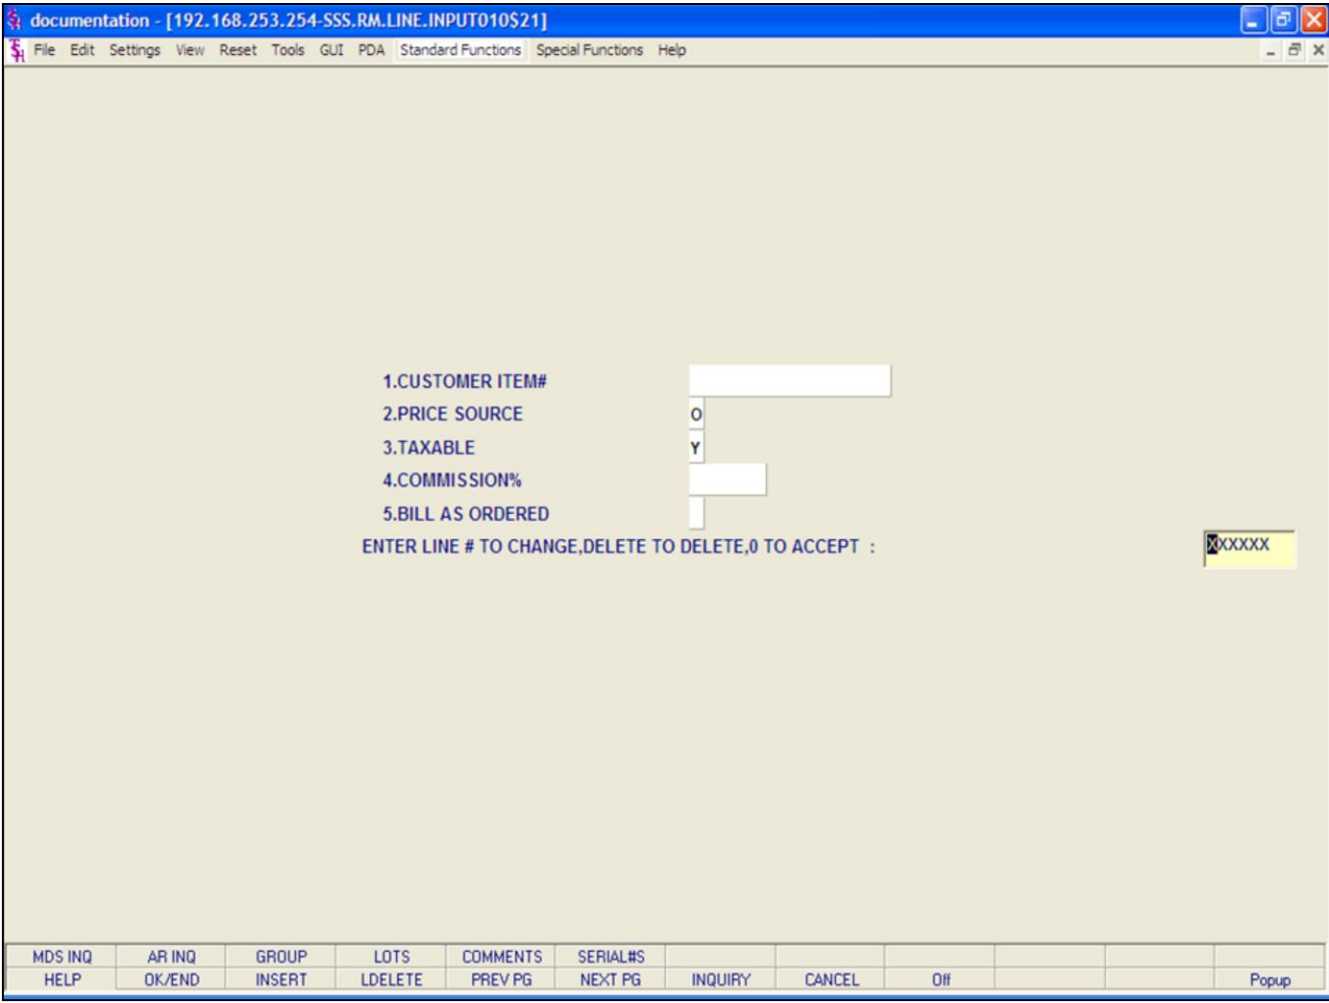 documentation - [192.168.253.254-SSS.RM.LINE.INPUT010$21]
File Edit Settings View Reset Tools GUI PDA Standard Functions Special Functions Help
1.CUSTOMER ITEM#
2.PRICE SOURCE O
3.TAXABLE Y
4.COMMISSION%
5.BILL AS ORDERED
ENTER LINE # TO CHANGE,DELETE TO DELETE,0 TO ACCEPT : XXXXXX
MDS INQ AR INQ GROUP LOTS COMMENTS SERIAL#S
HELP OK/END INSERT LDELETE PREV PG NEXT PG INQUIRY CANCEL Off Popup